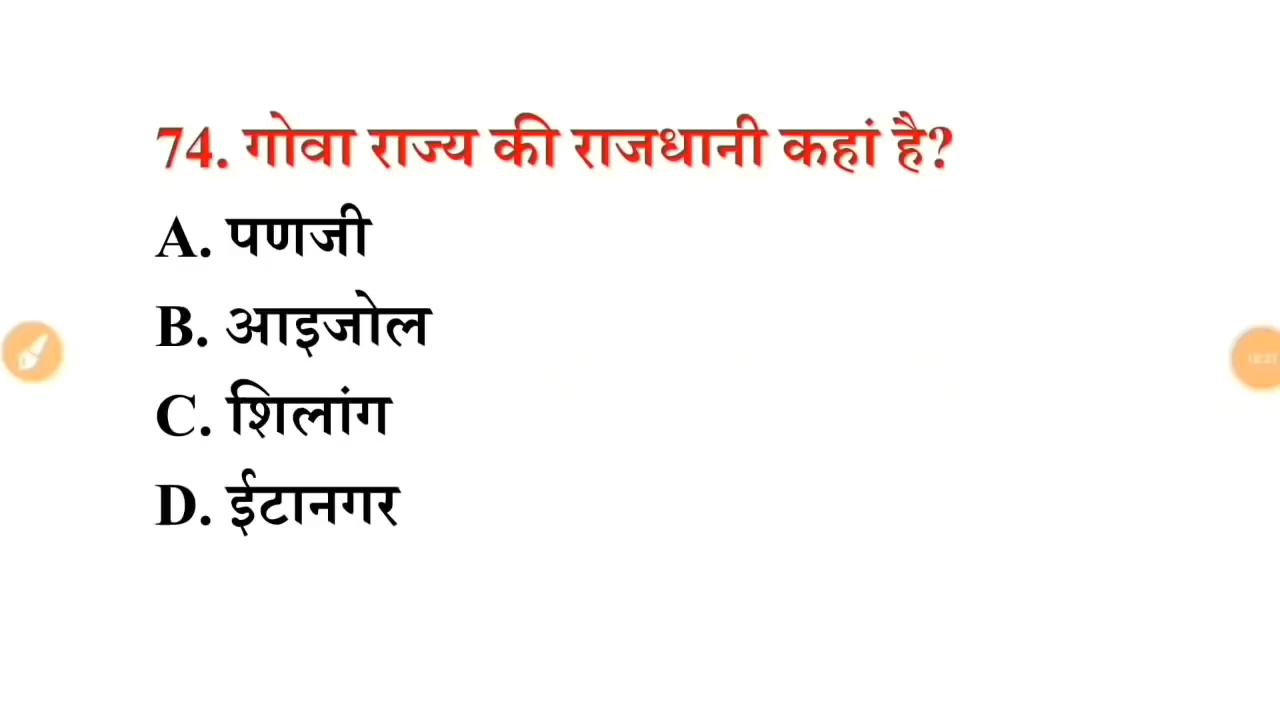 74. गोवा राज्य की राजधानी कहां है?
A. पणजी
B. आइजोल
C. शिलांग
D. ईटानगर